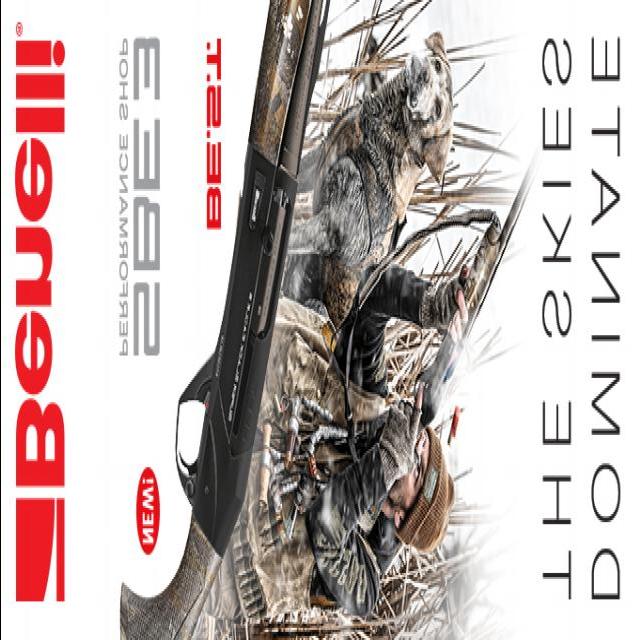 DOMINATE
THE SKIES
BE.S.T.
SBE 3
PERFORMANCE SHOP
NEW!
Benelli®